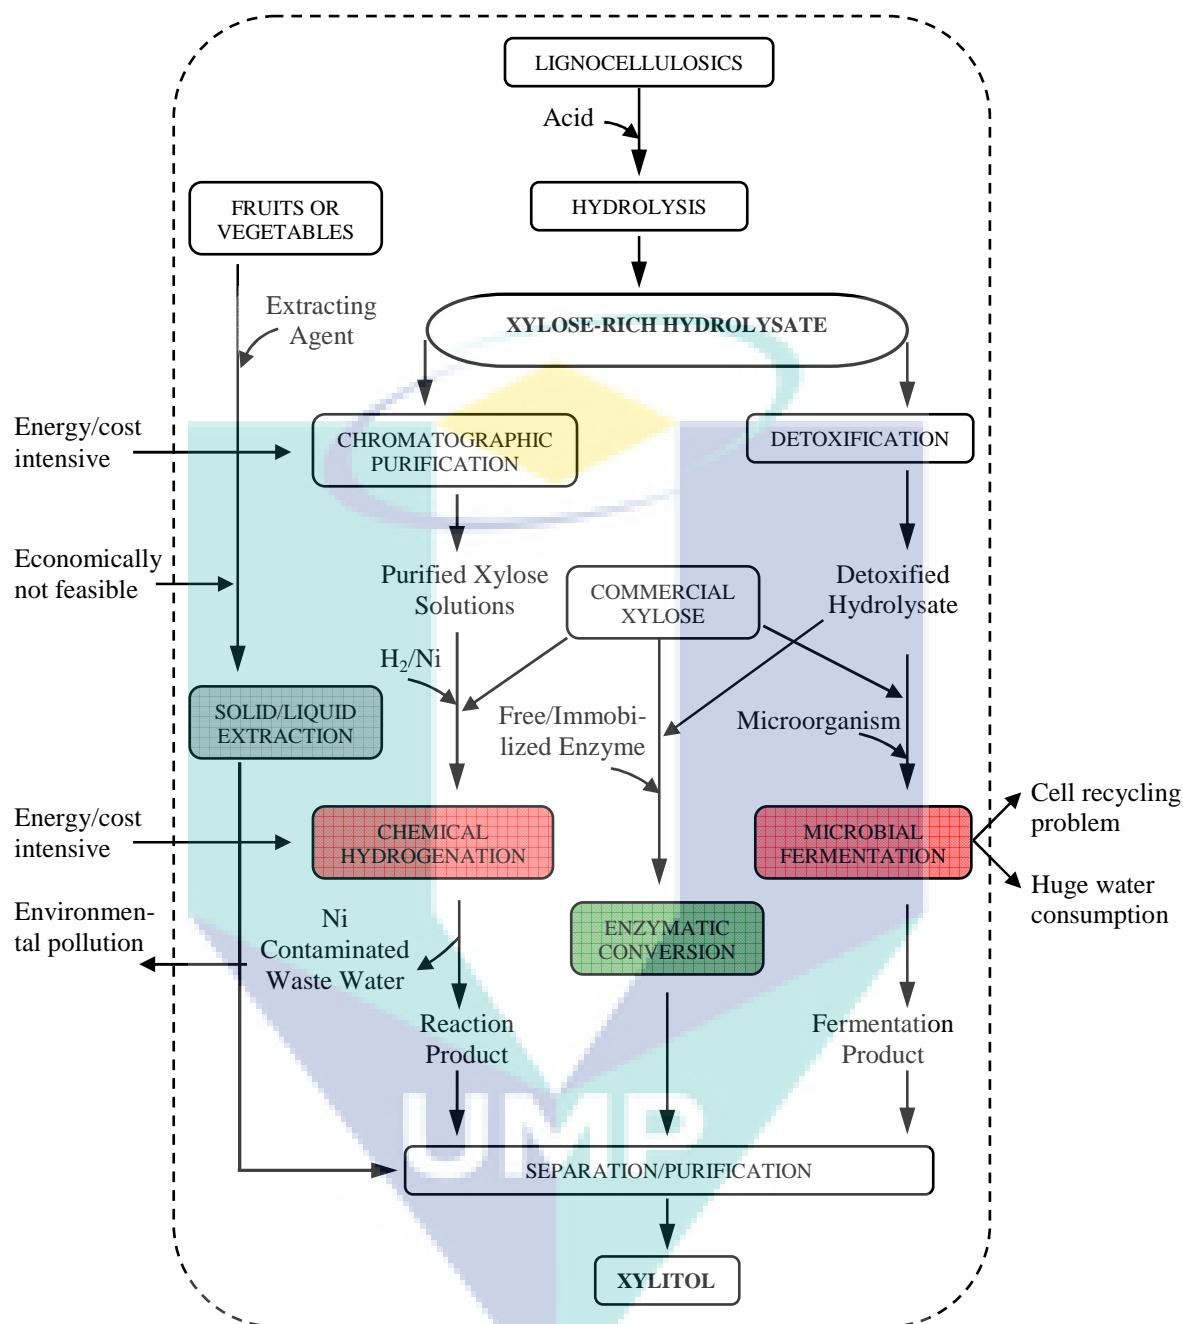 LIGNOCELLULOSICS
Acid
HYDROLYSIS
FRUITS OR
VEGETABLES
Extracting
Agent
XYLOSE-RICH HYDROLYSATE
Energy/cost
intensive
CHROMATOGRAPHIC
PURIFICATION
DETOXIFICATION
Economically
not feasible
Purified Xylose
Solutions
COMMERCIAL
XYLOSE
Detoxified
Hydrolysate
H₂/Ni
SOLID/LIQUID
EXTRACTION
Free/Immobi-
lized Enzyme
Microorganism
Energy/cost
intensive
CHEMICAL
HYDROGENATION
MICROBIAL
FERMENTATION
Cell recycling
problem
Huge water
consumption
Environmen-
tal pollution
Ni
Contaminated
Waste Water
ENZYMATIC
CONVERSION
Reaction
Product
Fermentation
Product
UMP
SEPARATION/PURIFICATION
XYLITOL